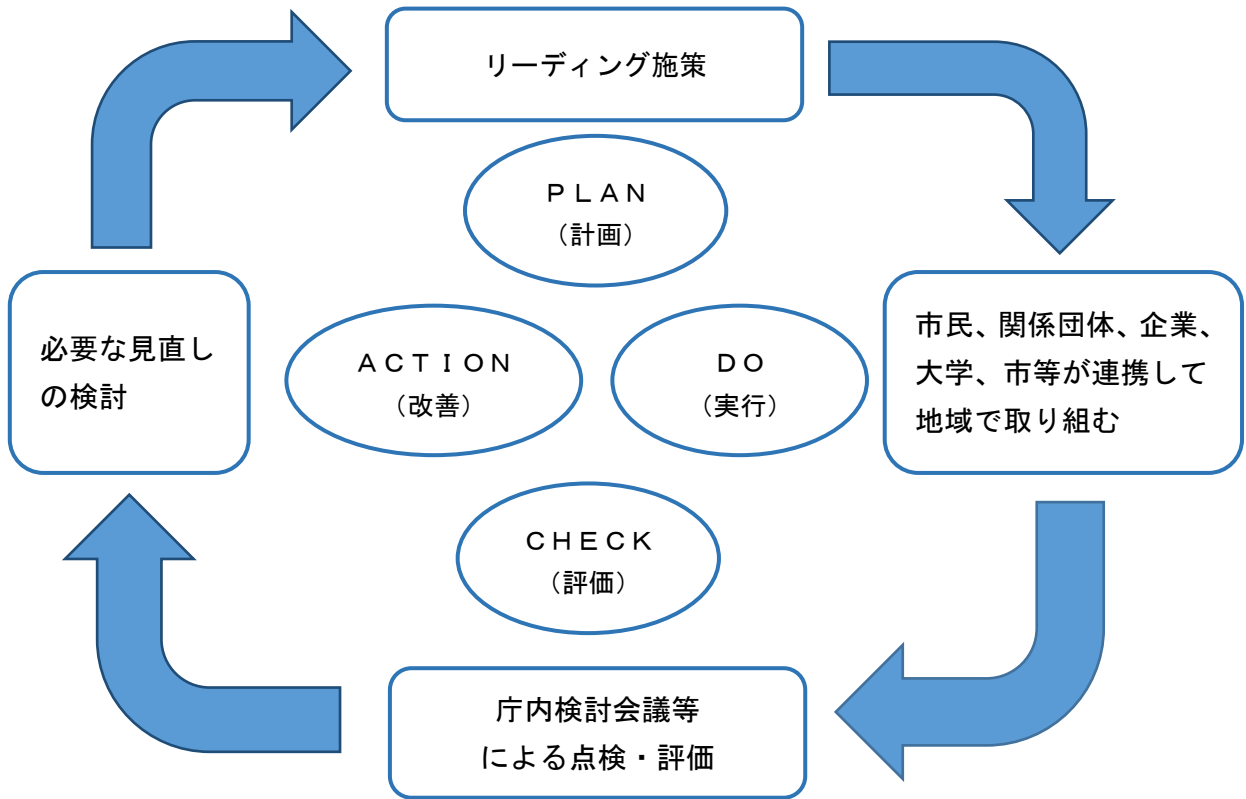 リーディング施策
ＰＬＡＮ
（計画）
必要な見直し
の検討
ＡＣＴＩＯＮ
（改善）
ＤＯ
（実行）
市民、関係団体、企業、
大学、市等が連携して
地域で取り組む
ＣＨＥＣＫ
（評価）
庁内検討会議等
による点検・評価